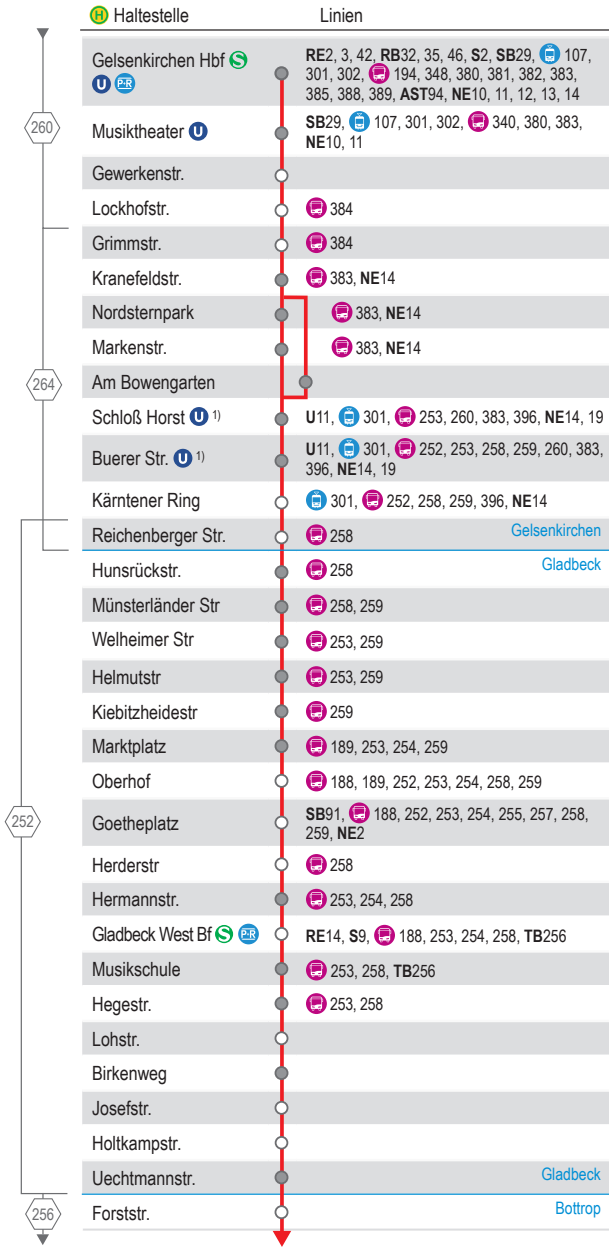 H Haltestelle Linien
Gelsenkirchen Hbf S
U P+R
RE2, 3, 42, RB32, 35, 46, S2, SB29, 107,
301, 302, 194, 348, 380, 381, 382, 383,
385, 388, 389, AST94, NE10, 11, 12, 13, 14
260
Musiktheater U
SB29, 107, 301, 302, 340, 380, 383,
NE10, 11
Gewerkenstr.
Lockhofstr. 384
Grimmstr. 384
Kranefeldstr. 383, NE14
Nordsternpark 383, NE14
Markenstr. 383, NE14
264
Am Bowengarten
Schloß Horst U 1) U11, 301, 253, 260, 383, 396, NE14, 19
Buerer Str. U 1)
U11, 301, 252, 253, 258, 259, 260, 383,
396, NE14, 19
Kärntener Ring 301, 252, 258, 259, 396, NE14
Reichenberger Str. 258 Gelsenkirchen
Hunsrückstr. 258 Gladbeck
Münsterländer Str 258, 259
Welheimer Str 253, 259
Helmutstr 253, 259
Kiebitzheidestr 259
Marktplatz 189, 253, 254, 259
Oberhof 188, 189, 252, 253, 254, 258, 259
252
Goetheplatz
SB91, 188, 252, 253, 254, 255, 257, 258,
259, NE2
Herderstr 258
Hermannstr. 253, 254, 258
Gladbeck West Bf S P+R RE14, S9, 188, 253, 254, 258, TB256
Musikschule 253, 258, TB256
Hegestr. 253, 258
Lohstr.
Birkenweg
Josefstr.
Holtkampstr.
Uechtmannstr. Gladbeck
256
Forststr. Bottrop